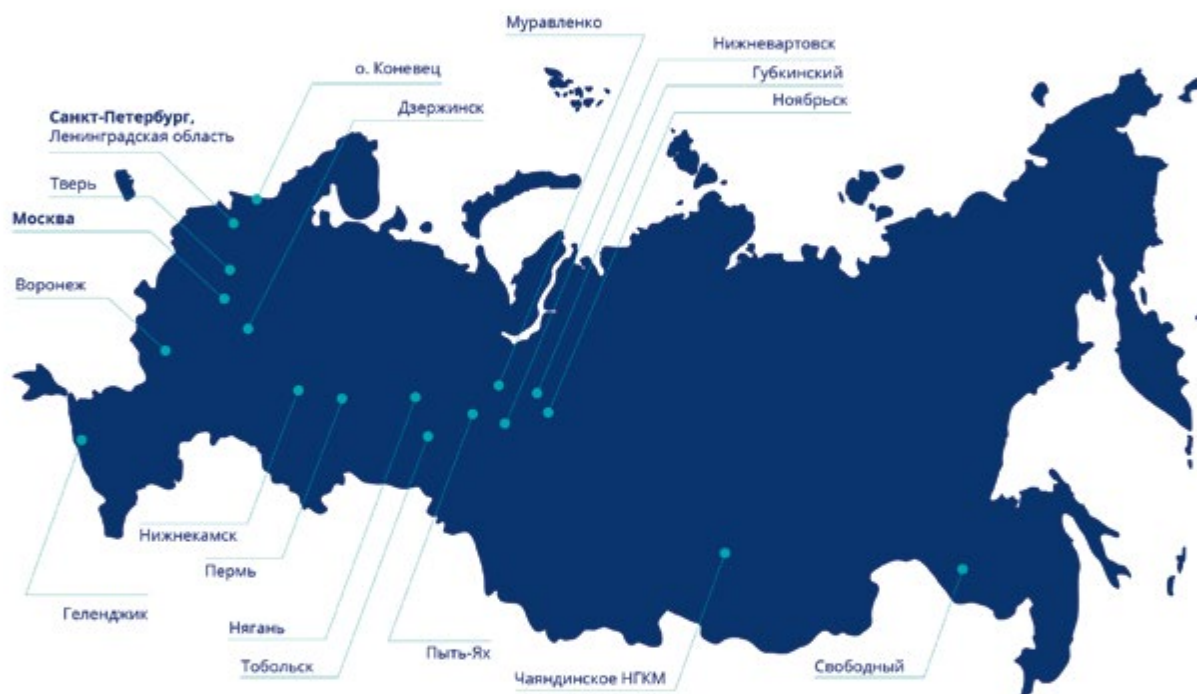 Муравленко
Нижневартовск
о. Коневец
Губкинский
Дзержинск
Ноябрьск
Санкт-Петербург,
Ленинградская область
Тверь
Москва
Воронеж
Нижнекамск
Пермь
Геленджик
Нягань
Тобольск
Пыть-Ях
Чаяндинское НГКМ
Свободный